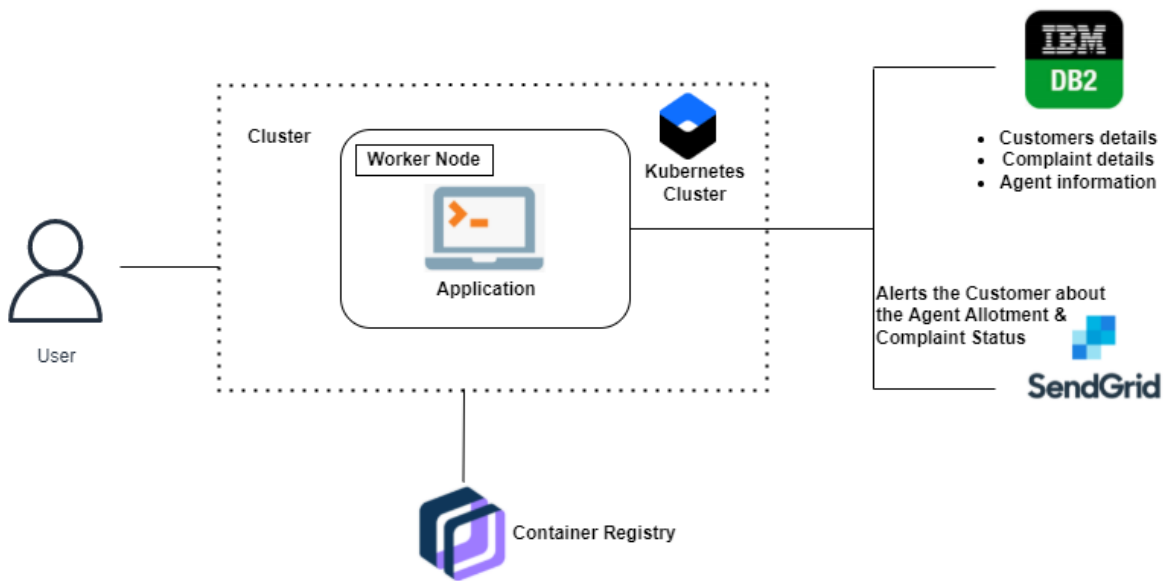 IBM
DB2
Cluster
Worker Node
Kubernetes
Cluster
• Customers details
• Complaint details
• Agent information
Application
User
Alerts the Customer about
the Agent Allotment &
Complaint Status
SendGrid
Container Registry